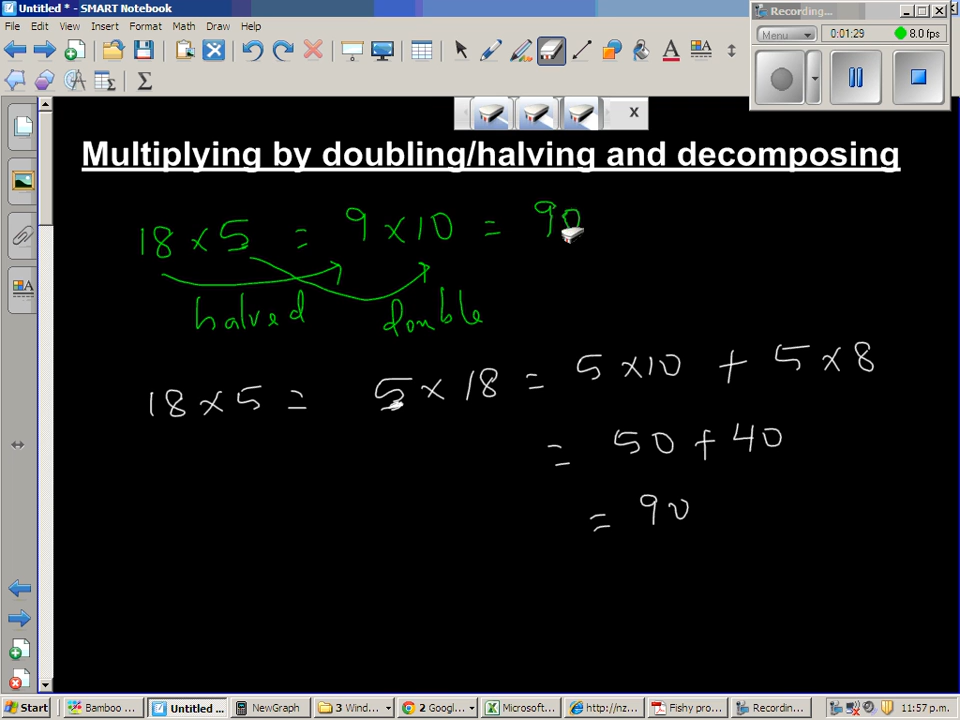 Untitled * - SMART Notebook
Recording...
File Edit View Insert Format Tools Draw Help
Menu 0:01:29 8.0 fps
x
Multiplying by doubling/halving and decomposing
18 × 5 = 9 × 10 = 90
halved double
18 × 5 = 5 × 18 = 5 × 10 + 5 × 8
= 50 + 40
= 90
Start Bamboo ... Untitled ... NewGraph 3 Wind... 2 Googl... Microsoft... http://nz... Fishy pro... Recordin... 11:57 p.m.